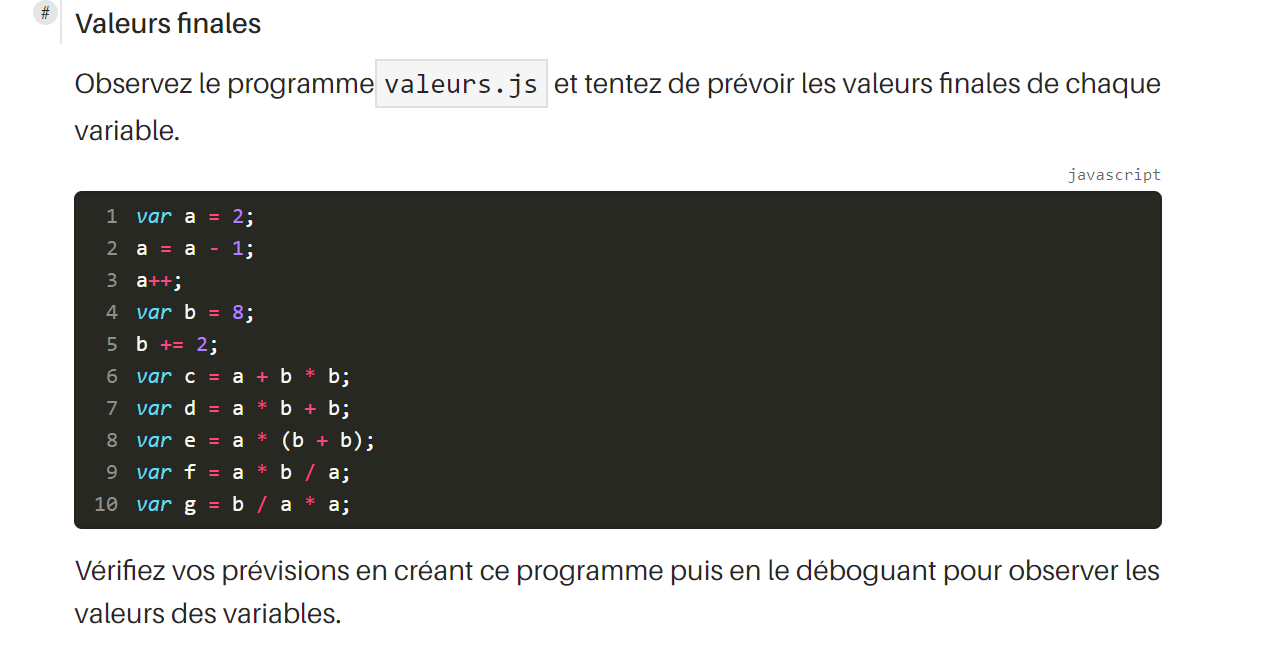 #
Valeurs finales
Observez le programme valeurs.js et tentez de prévoir les valeurs finales de chaque
variable.
javascript
1 var a = 2;
2 a = a - 1;
3 a++;
4 var b = 8;
5 b += 2;
6 var c = a + b * b;
7 var d = a * b + b;
8 var e = a * (b + b);
9 var f = a * b / a;
10 var g = b / a * a;
Vérifiez vos prévisions en créant ce programme puis en le déboguant pour observer les
valeurs des variables.